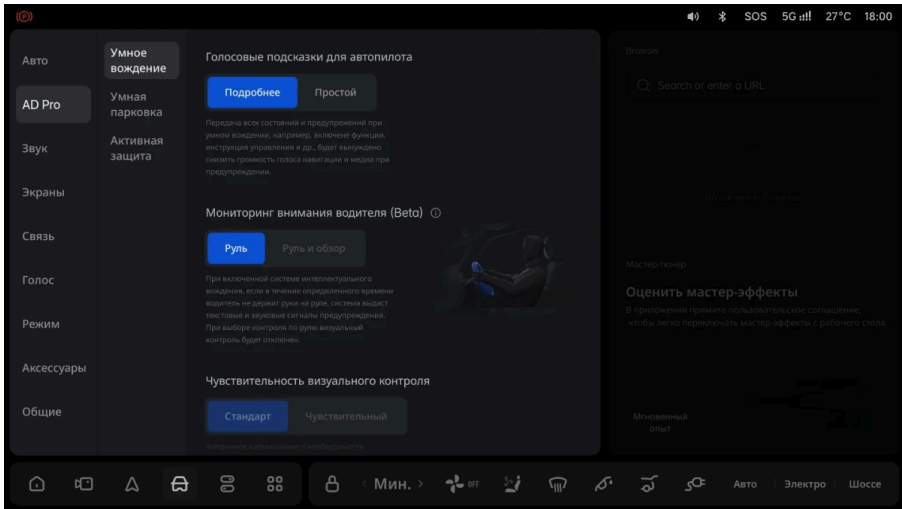 (P)
SOS 5G 27°C 18:00
Авто
AD Pro
Звук
Экраны
Связь
Голос
Режим
Аксессуары
Общие
Умное
вождение
Умная
парковка
Активная
защита
Голосовые подсказки для автопилота
Подробнее Простой
Передача всех состояний и предупреждений при
умном вождении, например, включение функции,
инструкция управления и др., будет вынуждено
снизить громкость голоса навигации и медиа при
предупреждении.
Мониторинг внимания водителя (Beta)
Руль Руль и обзор
При включенной системе интеллектуального
вождения, если в течение определенного времени
водитель не держит руки на руле, система выдаст
текстовые и звуковые сигналы предупреждения.
При выборе контроля по рулю визуальный
контроль будет отключен.
Чувствительность визуального контроля
Стандарт Чувствительный
Browser
Search or enter a URL
Мастер-тюнер
Оценить мастер-эффекты
В приложении примите пользовательское соглашение,
чтобы легко переключать мастер-эффекты с рабочего стола.
Мгновенный
опыт
< Мин. > OFF Авто Электро Шоссе